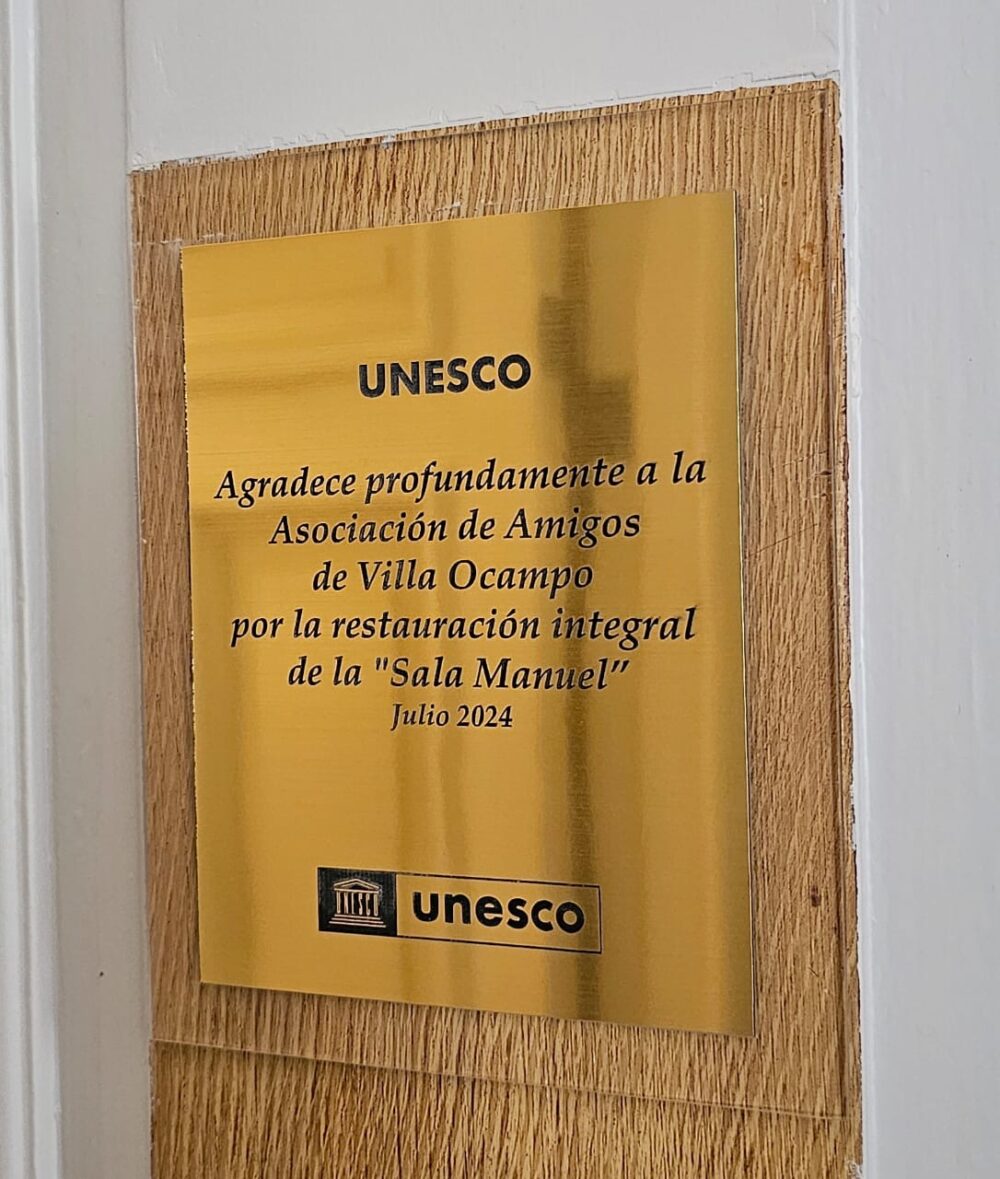 UNESCO
Agradece profundamente a la
Asociación de Amigos
de Villa Ocampo
por la restauración integral
de la "Sala Manuel”
Julio 2024
UNESCO
unesco